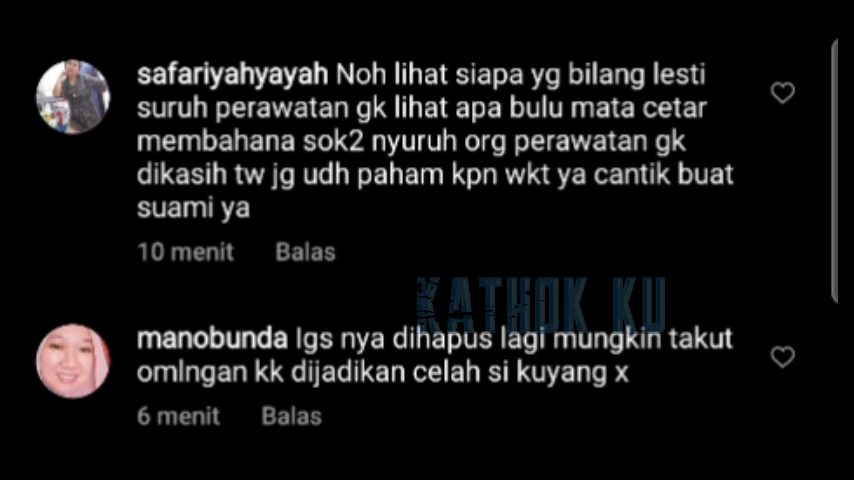 safariyahyayah Noh lihat siapa yg bilang lesti
suruh perawatan gk lihat apa bulu mata cetar
membahana sok2 nyuruh org perawatan gk
dikasih tw jg udh paham kpn wkt ya cantik buat
suami ya
10 menit Balas
KATHOK KU
manobunda Igs nya dihapus lagi mungkin takut
omlngan kk dijadikan celah si kuyang x
6 menit Balas